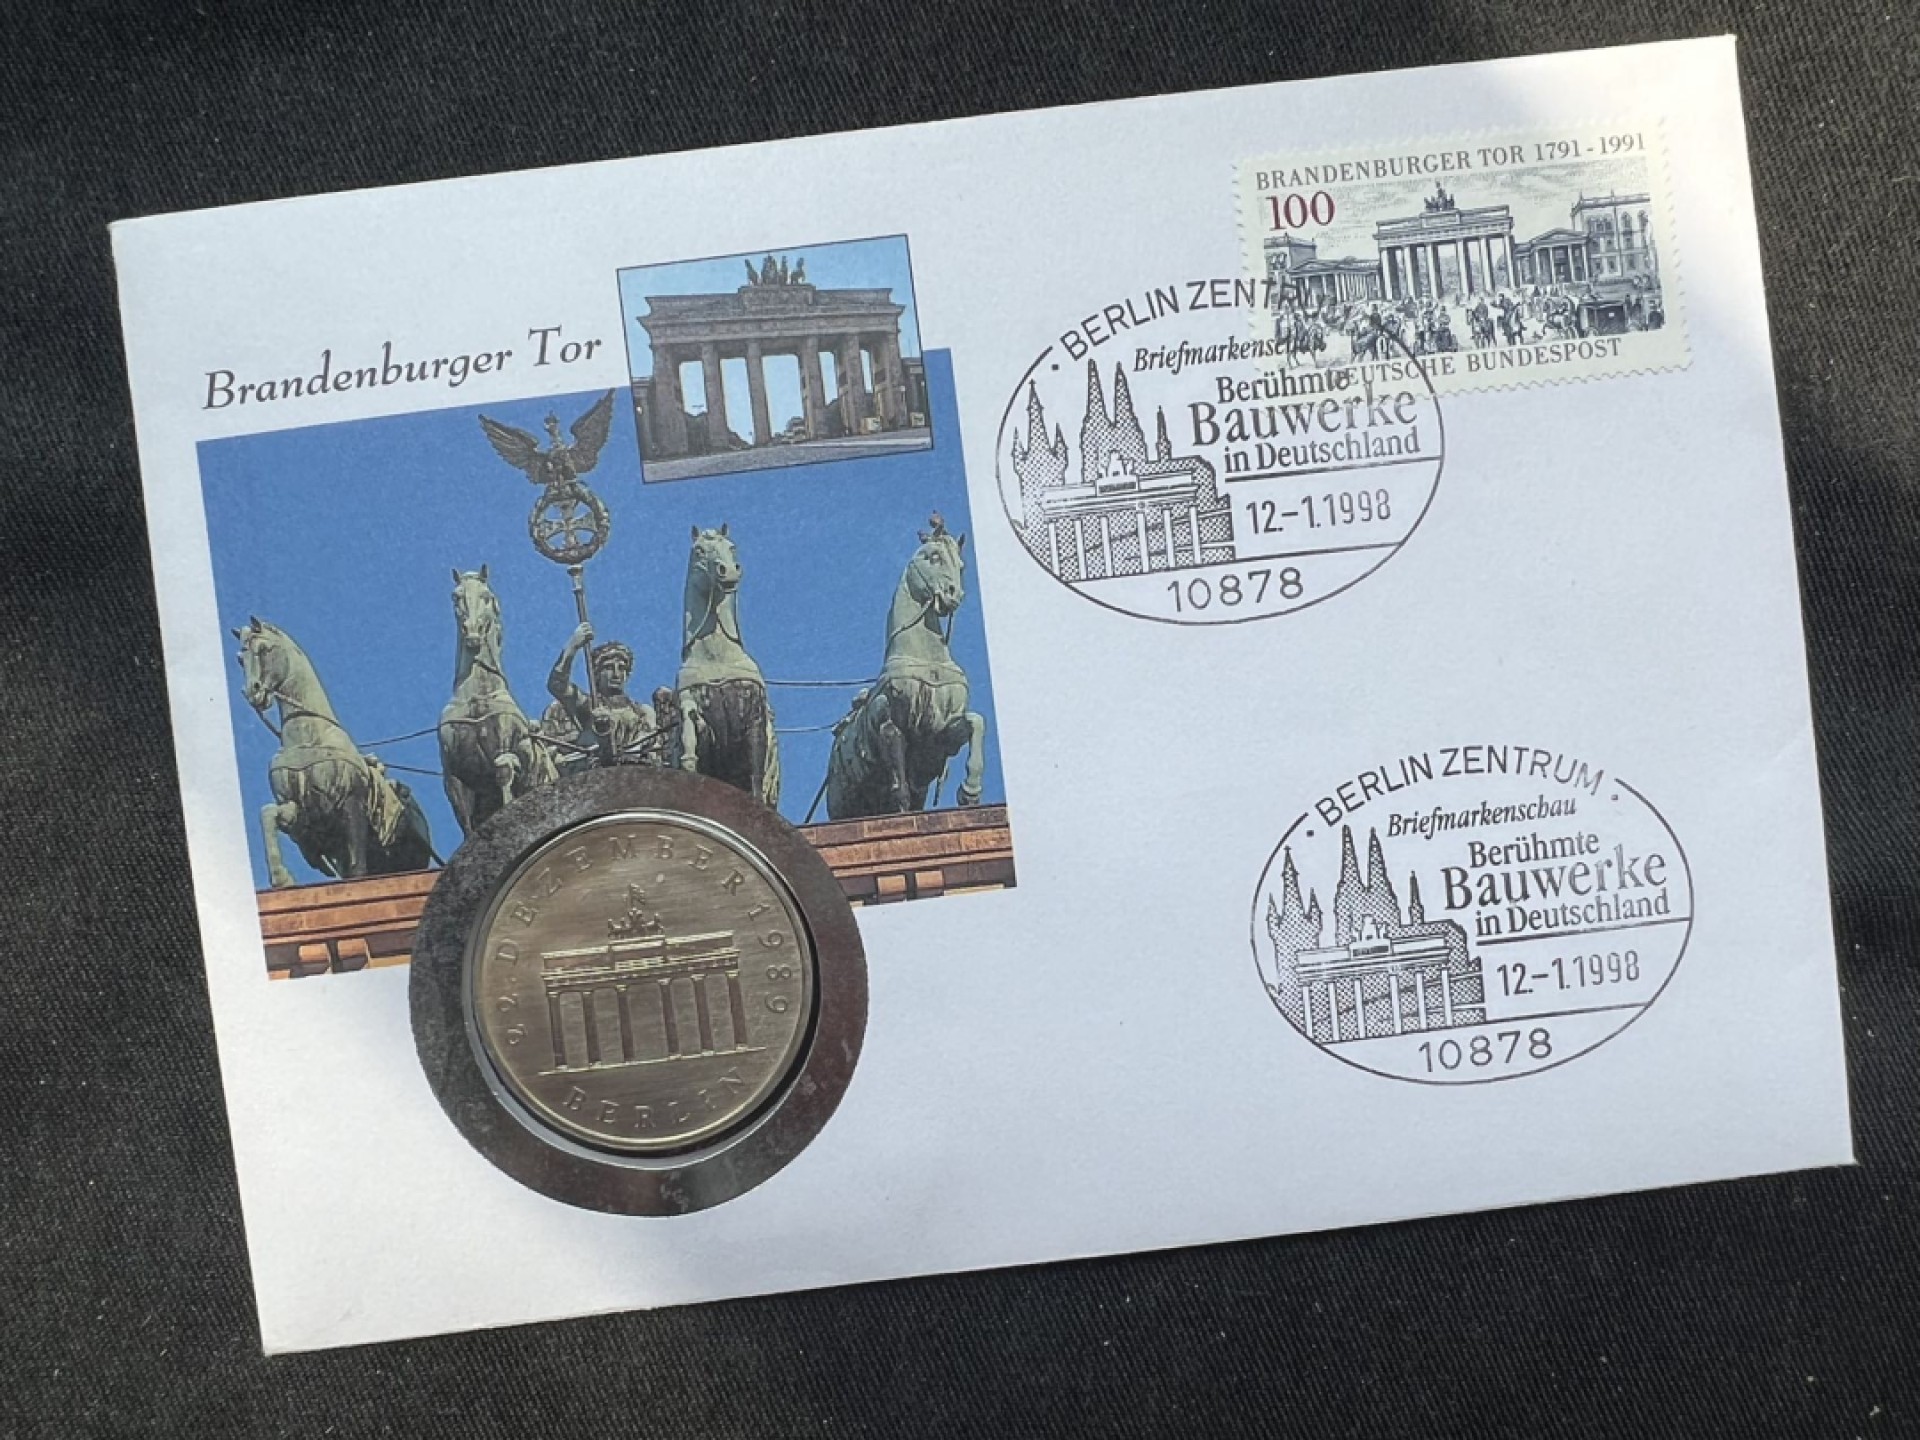 BRANDENBURGER TOR 1791-1991
100
DEUTSCHE BUNDESPOST
Brandenburger Tor
BERLIN ZENTRUM
Briefmarkenschau
Berühmte
Bauwerke
in Deutschland
12.-1.1998
10878
BERLIN ZENTRUM
Briefmarkenschau
Berühmte
Bauwerke
in Deutschland
12.-1.1998
10878
22. DEZEMBER 1989
BERLIN